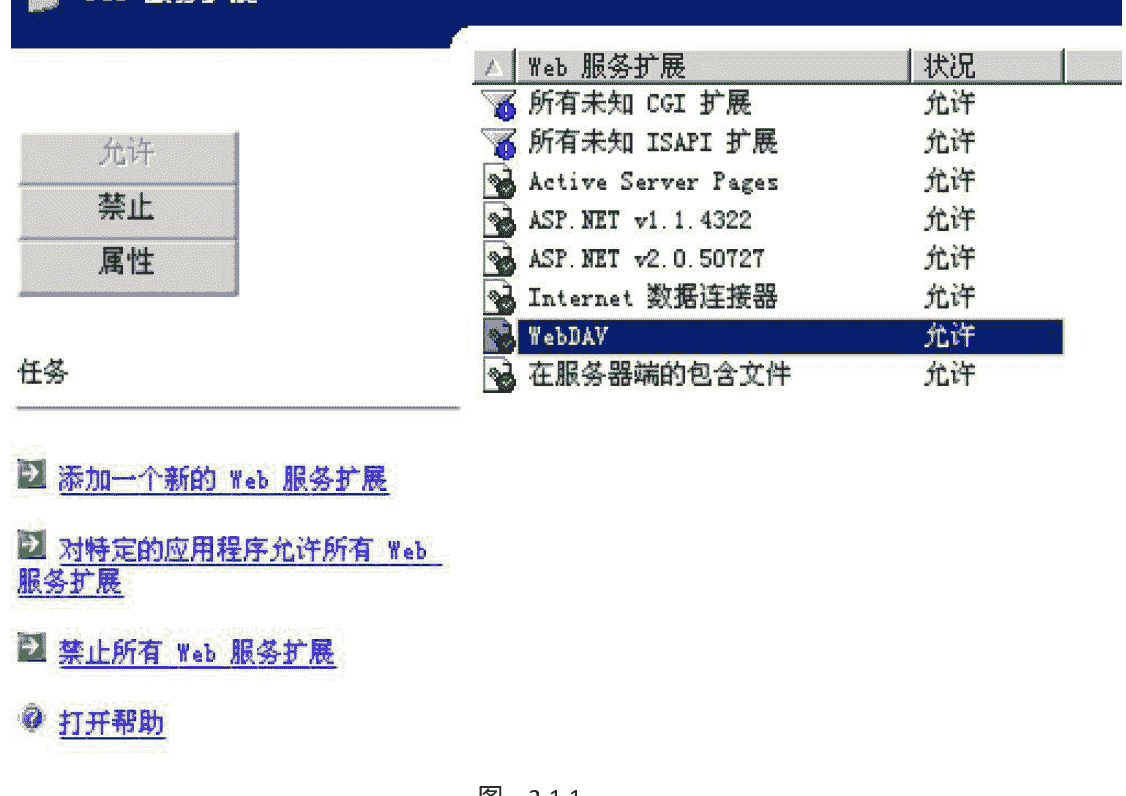 Web 服务扩展
状况
所有未知 CGI 扩展
允许
所有未知 ISAPI 扩展
允许
Active Server Pages
允许
ASP.NET v1.1.4322
允许
ASP.NET v2.0.50727
允许
Internet 数据连接器
允许
WebDAV
允许
在服务器端的包含文件
允许
允许
禁止
属性
任务
添加一个新的 Web 服务扩展
对特定的应用程序允许所有 Web
服务扩展
禁止所有 Web 服务扩展
打开帮助